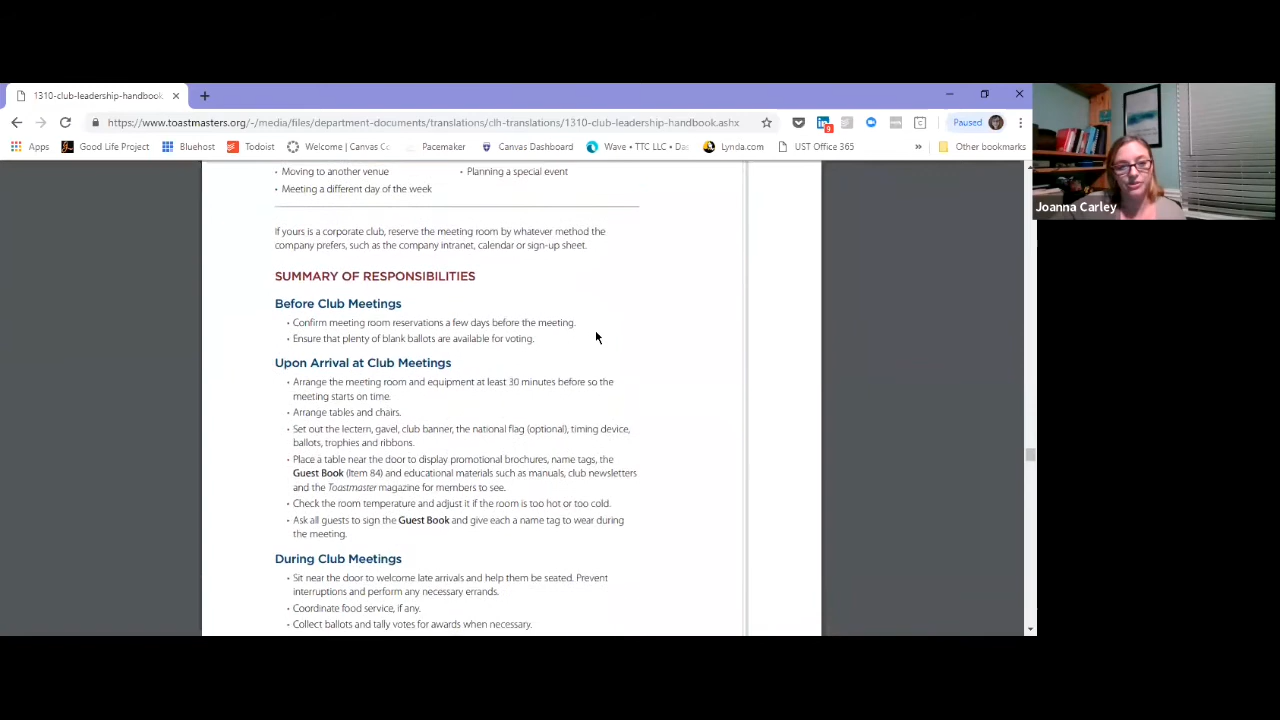 1310-club-leadership-handbook
https://www.toastmasters.org/-/media/files/department-documents/translations/clh-translations/1310-club-leadership-handbook.ashx
9
Paused
Apps
Good Life Project
Bluehost
Todoist
Welcome | Canvas Co
Pacemaker
Canvas Dashboard
Wave • TTC LLC • Das
Lynda.com
UST Office 365
»
Other bookmarks
• Moving to another venue
• Planning a special event
• Meeting a different day of the week
If yours is a corporate club, reserve the meeting room by whatever method the
company prefers, such as the company intranet, calendar or sign-up sheet.
SUMMARY OF RESPONSIBILITIES
Before Club Meetings
• Confirm meeting room reservations a few days before the meeting.
• Ensure that plenty of blank ballots are available for voting.
Upon Arrival at Club Meetings
• Arrange the meeting room and equipment at least 30 minutes before so the
meeting starts on time.
• Arrange tables and chairs.
• Set out the lectern, gavel, club banner, the national flag (optional), timing device,
ballots, trophies and ribbons.
• Place a table near the door to display promotional brochures, name tags, the
Guest Book (Item 84) and educational materials such as manuals, club newsletters
and the Toastmaster magazine for members to see.
• Check the room temperature and adjust it if the room is too hot or too cold.
• Ask all guests to sign the Guest Book and give each a name tag to wear during
the meeting.
During Club Meetings
• Sit near the door to welcome late arrivals and help them be seated. Prevent
interruptions and perform any necessary errands.
• Coordinate food service, if any.
• Collect ballots and tally votes for awards when necessary.
Joanna Carley